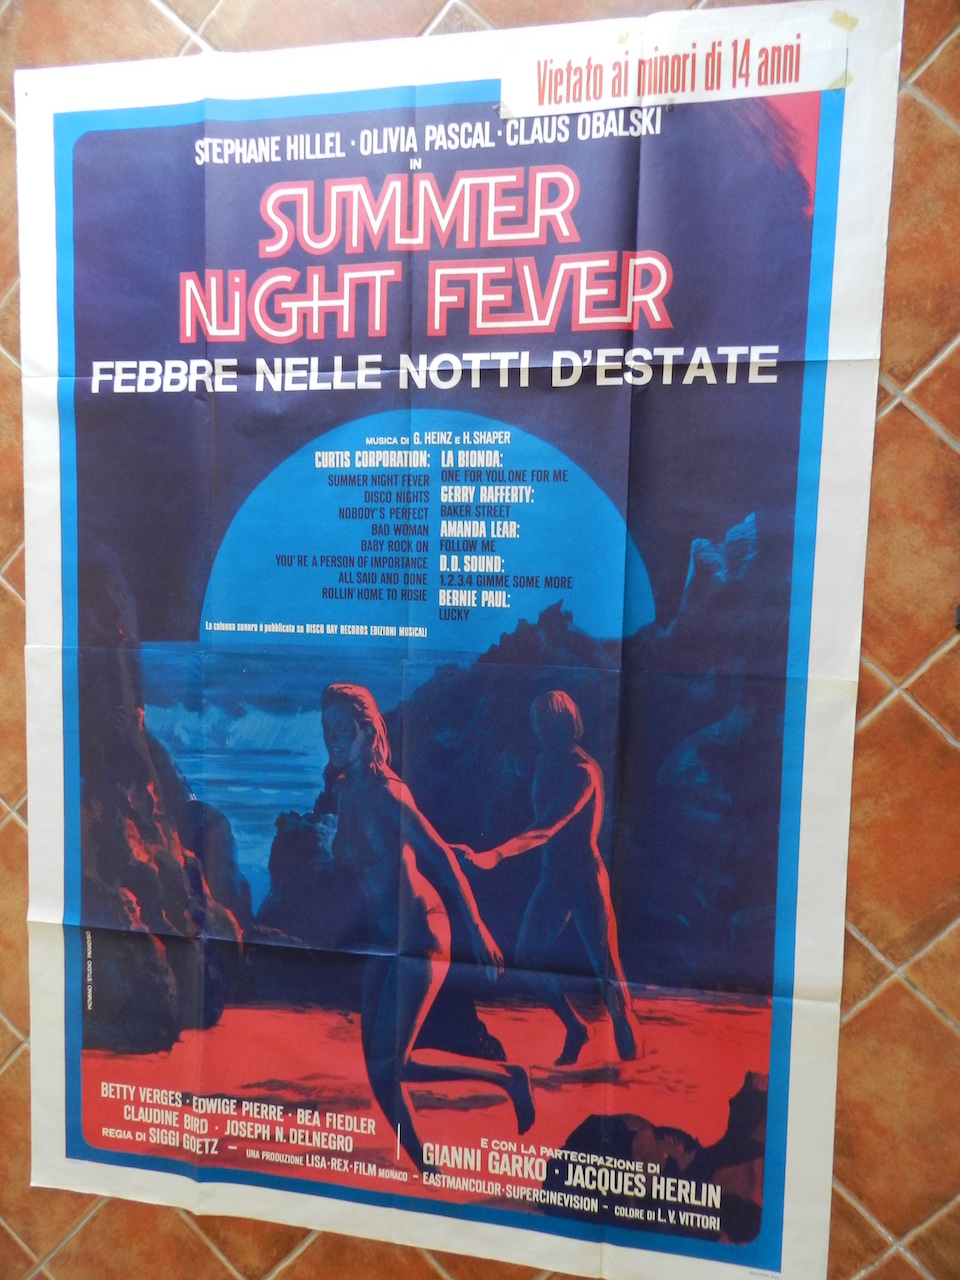 Vietato ai minori di 14 anni
STEPHANE HILLEL · OLIVIA PASCAL · CLAUS OBALSKI
IN
SUMMER
NIGHT FEVER
FEBBRE NELLE NOTTI D'ESTATE
MUSICA DI G. HEINZ E H. SHAPER
CURTIS CORPORATION:
SUMMER NIGHT FEVER
DISCO NIGHTS
NOBODY'S PERFECT
BAD WOMAN
BABY ROCK ON
YOU'RE A PERSON OF IMPORTANCE
ALL SAID AND DONE
ROLLIN' HOME TO ROSIE
LA BIONDA:
ONE FOR YOU, ONE FOR ME
GERRY RAFFERTY:
BAKER STREET
AMANDA LEAR:
FOLLOW ME
D.D. SOUND:
1.2.3.4 GIMME SOME MORE
BERNIE PAUL:
LUCKY
La colonna sonora é pubblicata su DISCO BAY RECORDS EDIZIONI MUSICALI
STUDIO PARADISO
BETTY VERGES · EDWIGE PIERRE · BEA FIEDLER
CLAUDINE BIRD · JOSEPH N. DELNEGRO
REGIA DI SIGGI GOETZ – UNA PRODUZIONE LISA · REX · FILM MONACO – EASTMANCOLOR · SUPERCINEVISION – COLORE DI L. V. VITTORI
E CON LA PARTECIPAZIONE DI
GIANNI GARKO · JACQUES HERLIN